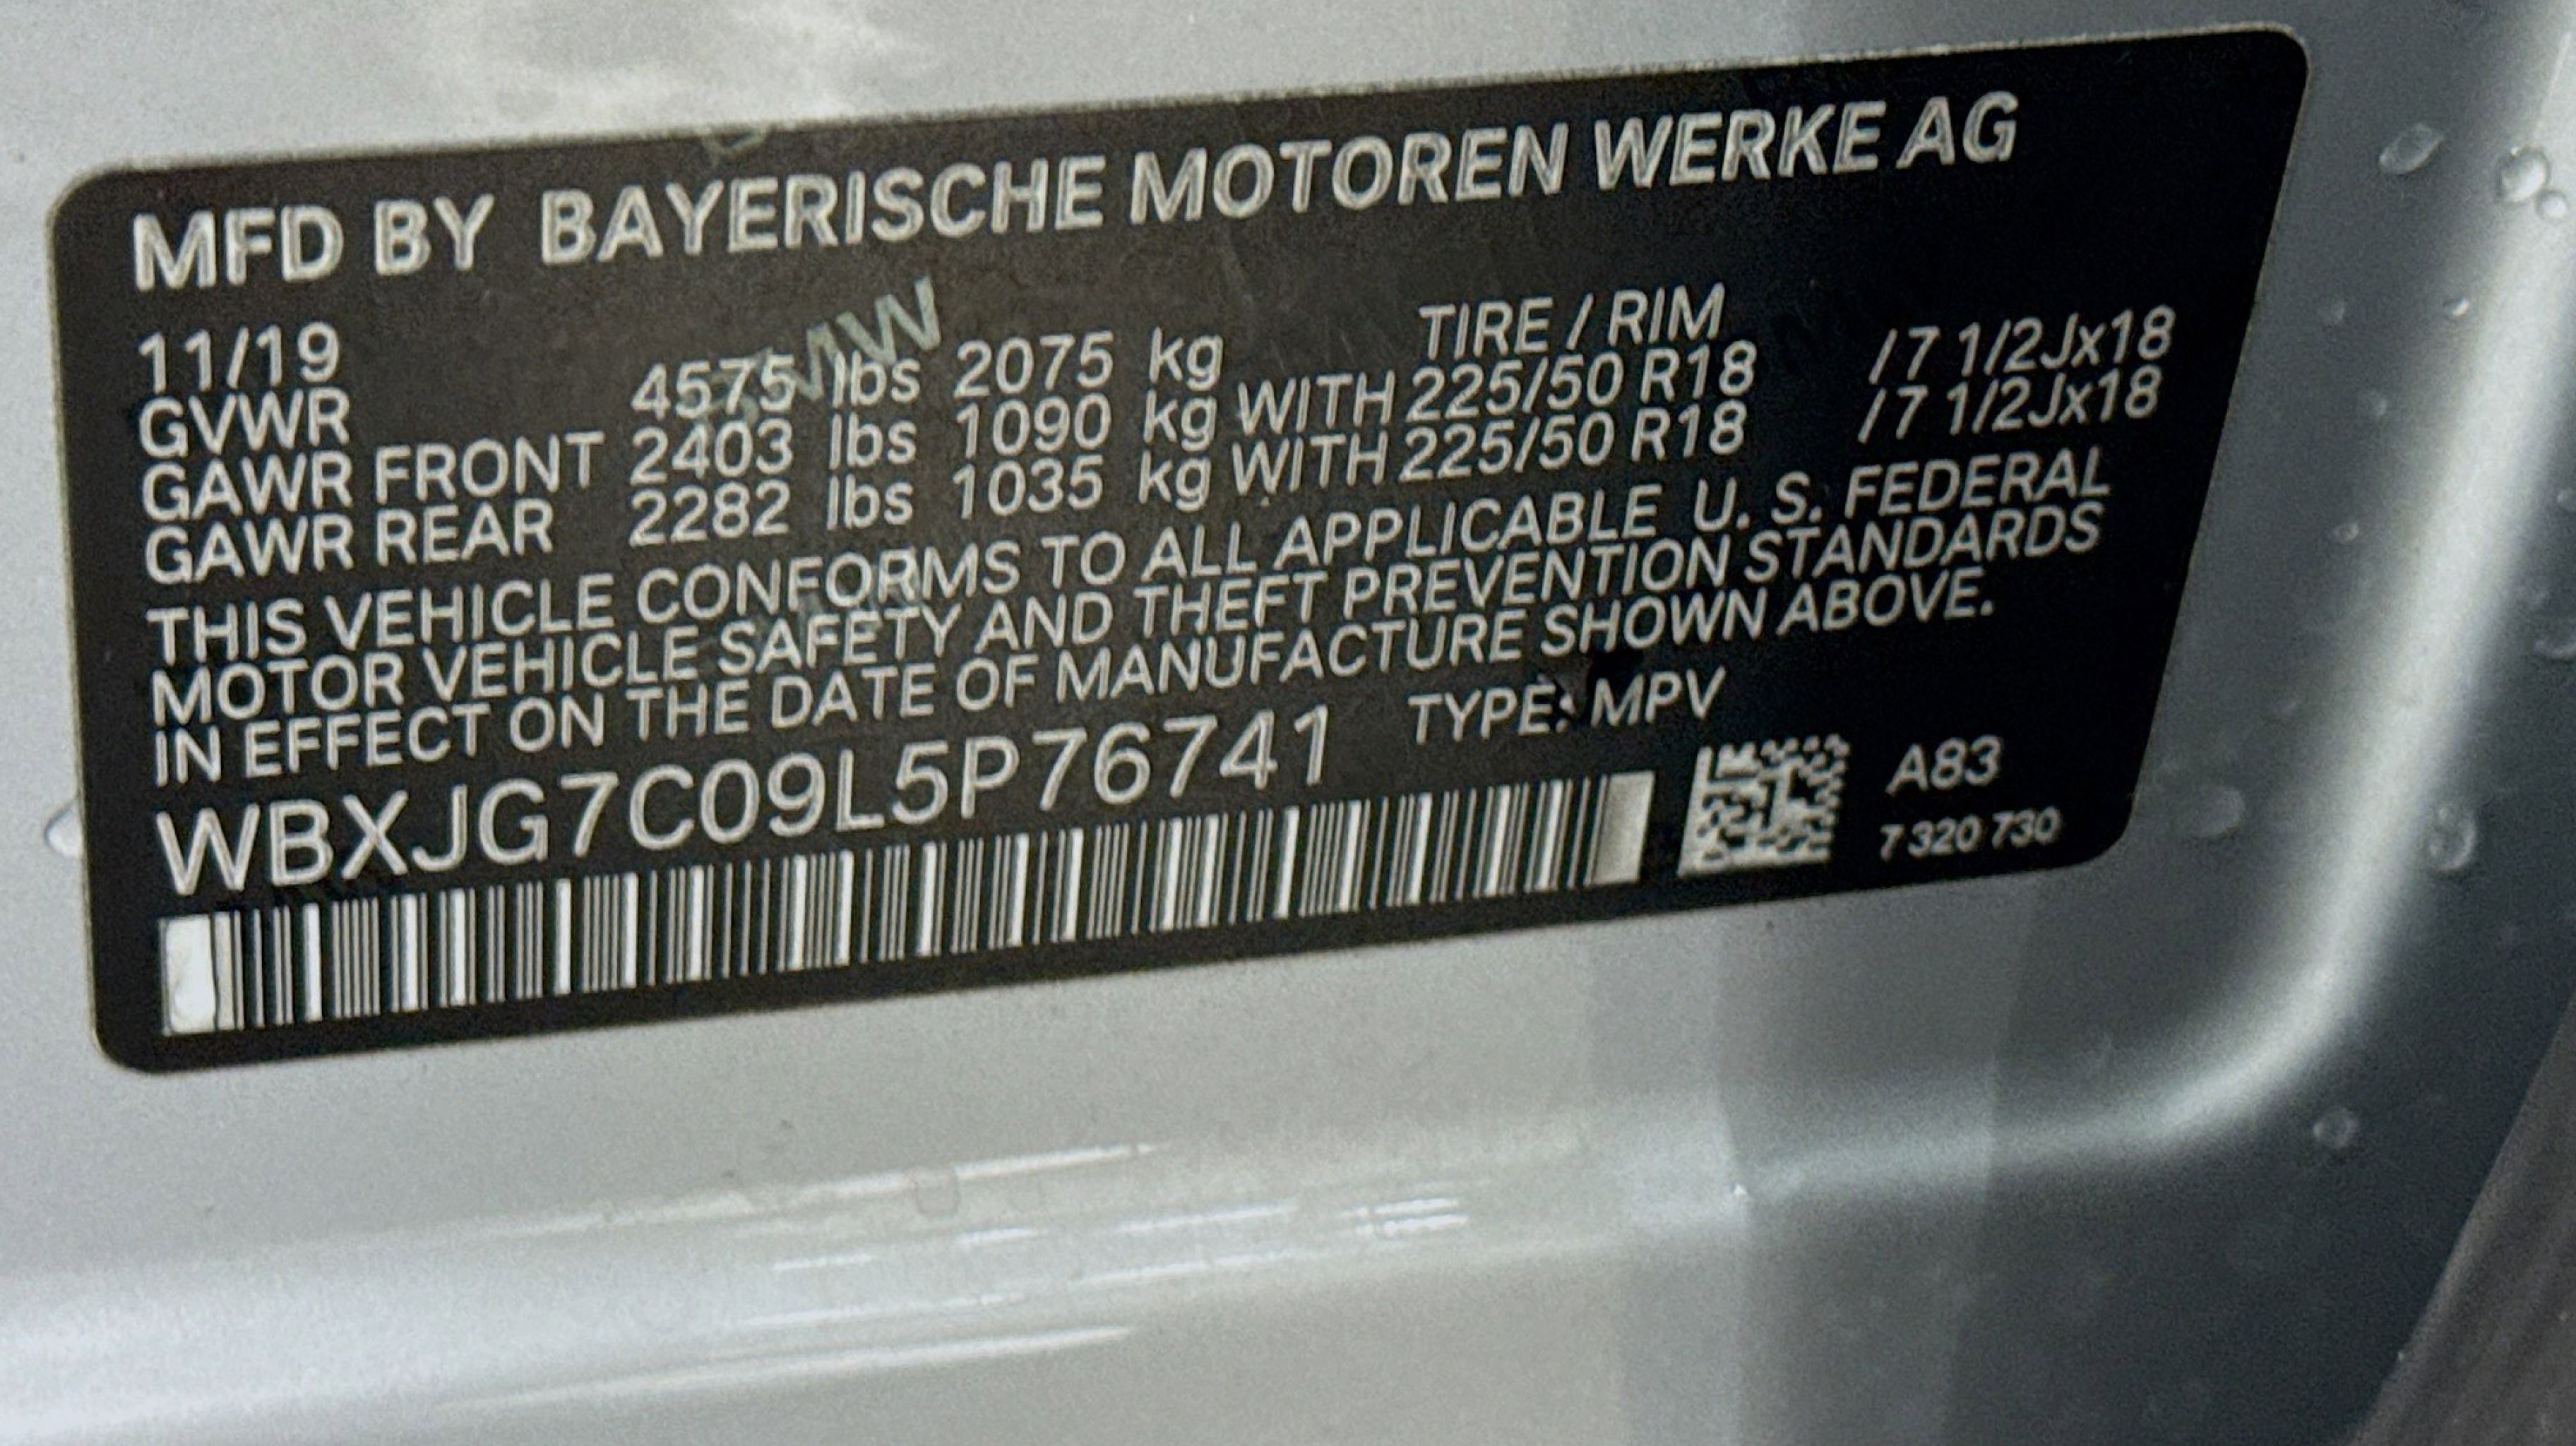 MFD BY BAYERISCHE MOTOREN WERKE AG
11/19 TIRE / RIM
GVWR 4575 lbs 2075 kg
GAWR FRONT 2403 lbs 1090 kg WITH 225/50 R18 / 7 1/2Jx18
GAWR REAR 2282 lbs 1035 kg WITH 225/50 R18 / 7 1/2Jx18
THIS VEHICLE CONFORMS TO ALL APPLICABLE U. S. FEDERAL
MOTOR VEHICLE SAFETY AND THEFT PREVENTION STANDARDS
IN EFFECT ON THE DATE OF MANUFACTURE SHOWN ABOVE.
WBXJG7C09L5P76741 TYPE: MPV
A83
7 320 730
BMW